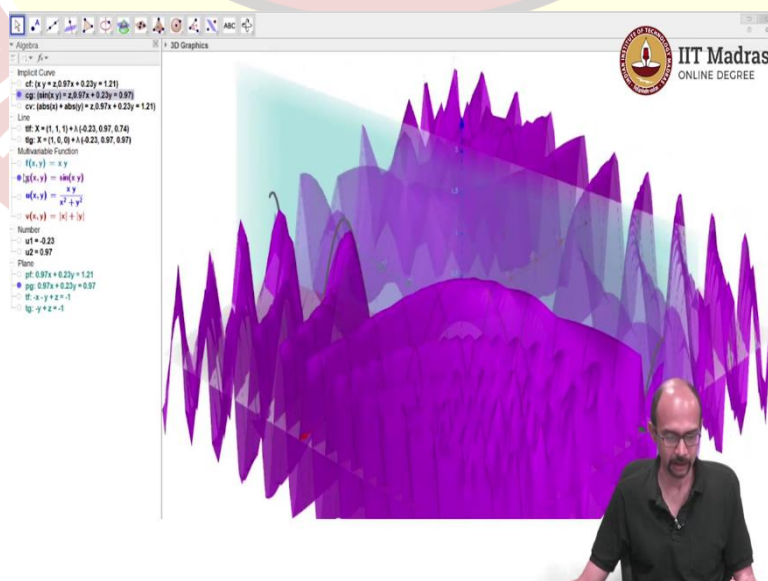 ABC
Algebra
3D Graphics
IIT Madras
ONLINE DEGREE
Implicit Curve
cf: (x y = z,0.97x + 0.23y = 1.21)
cg: (sin(x y) = z,0.97x + 0.23y = 0.97)
cv: (abs(x) + abs(y) = z,0.97x + 0.23y = 1.21)
Line
tlf: X = (1, 1, 1) + λ (-0.23, 0.97, 0.74)
tlg: X = (1, 0, 0) + λ (-0.23, 0.97, 0.97)
Multivariable Function
f(x, y) = x y
g(x, y) = sin(x y)
u(x, y) = x y / x² + y²
v(x, y) = |x| + |y|
Number
u1 = -0.23
u2 = 0.97
Plane
pf: 0.97x + 0.23y = 1.21
pg: 0.97x + 0.23y = 0.97
tf: -x - y + z = -1
tg: -y + z = -1